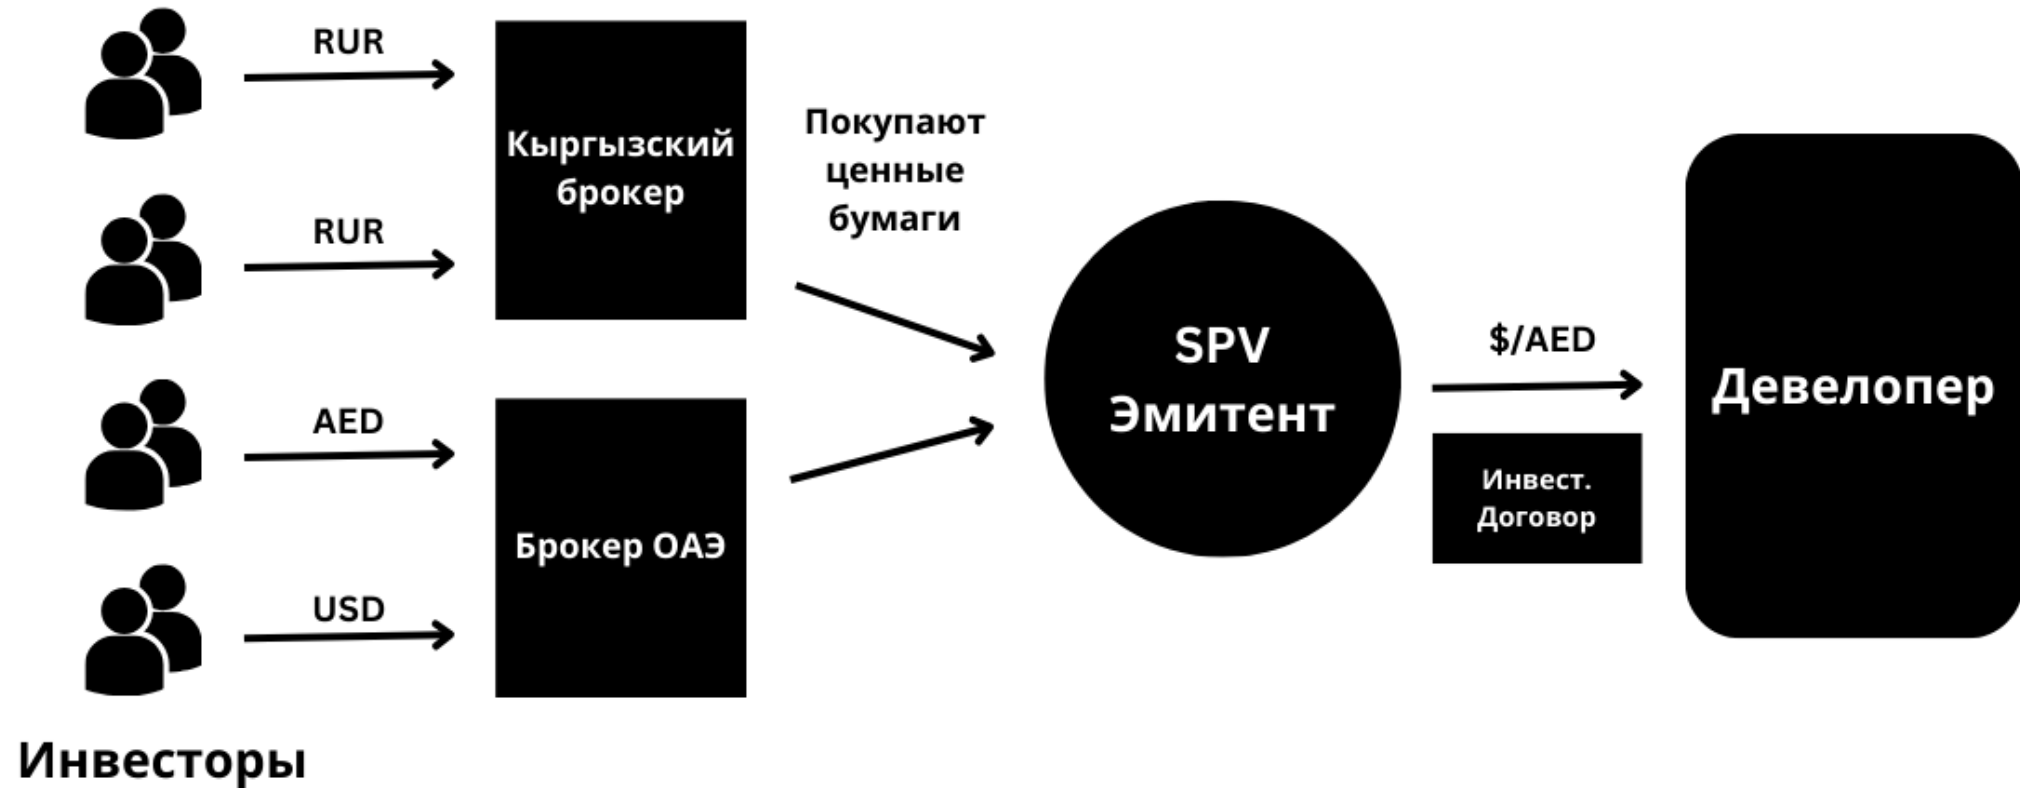 RUR
RUR
AED
USD
Инвесторы
Кыргызский
брокер
Брокер ОАЭ
Покупают
ценные
бумаги
SPV
Эмитент
$/AED
Инвест.
Договор
Девелопер